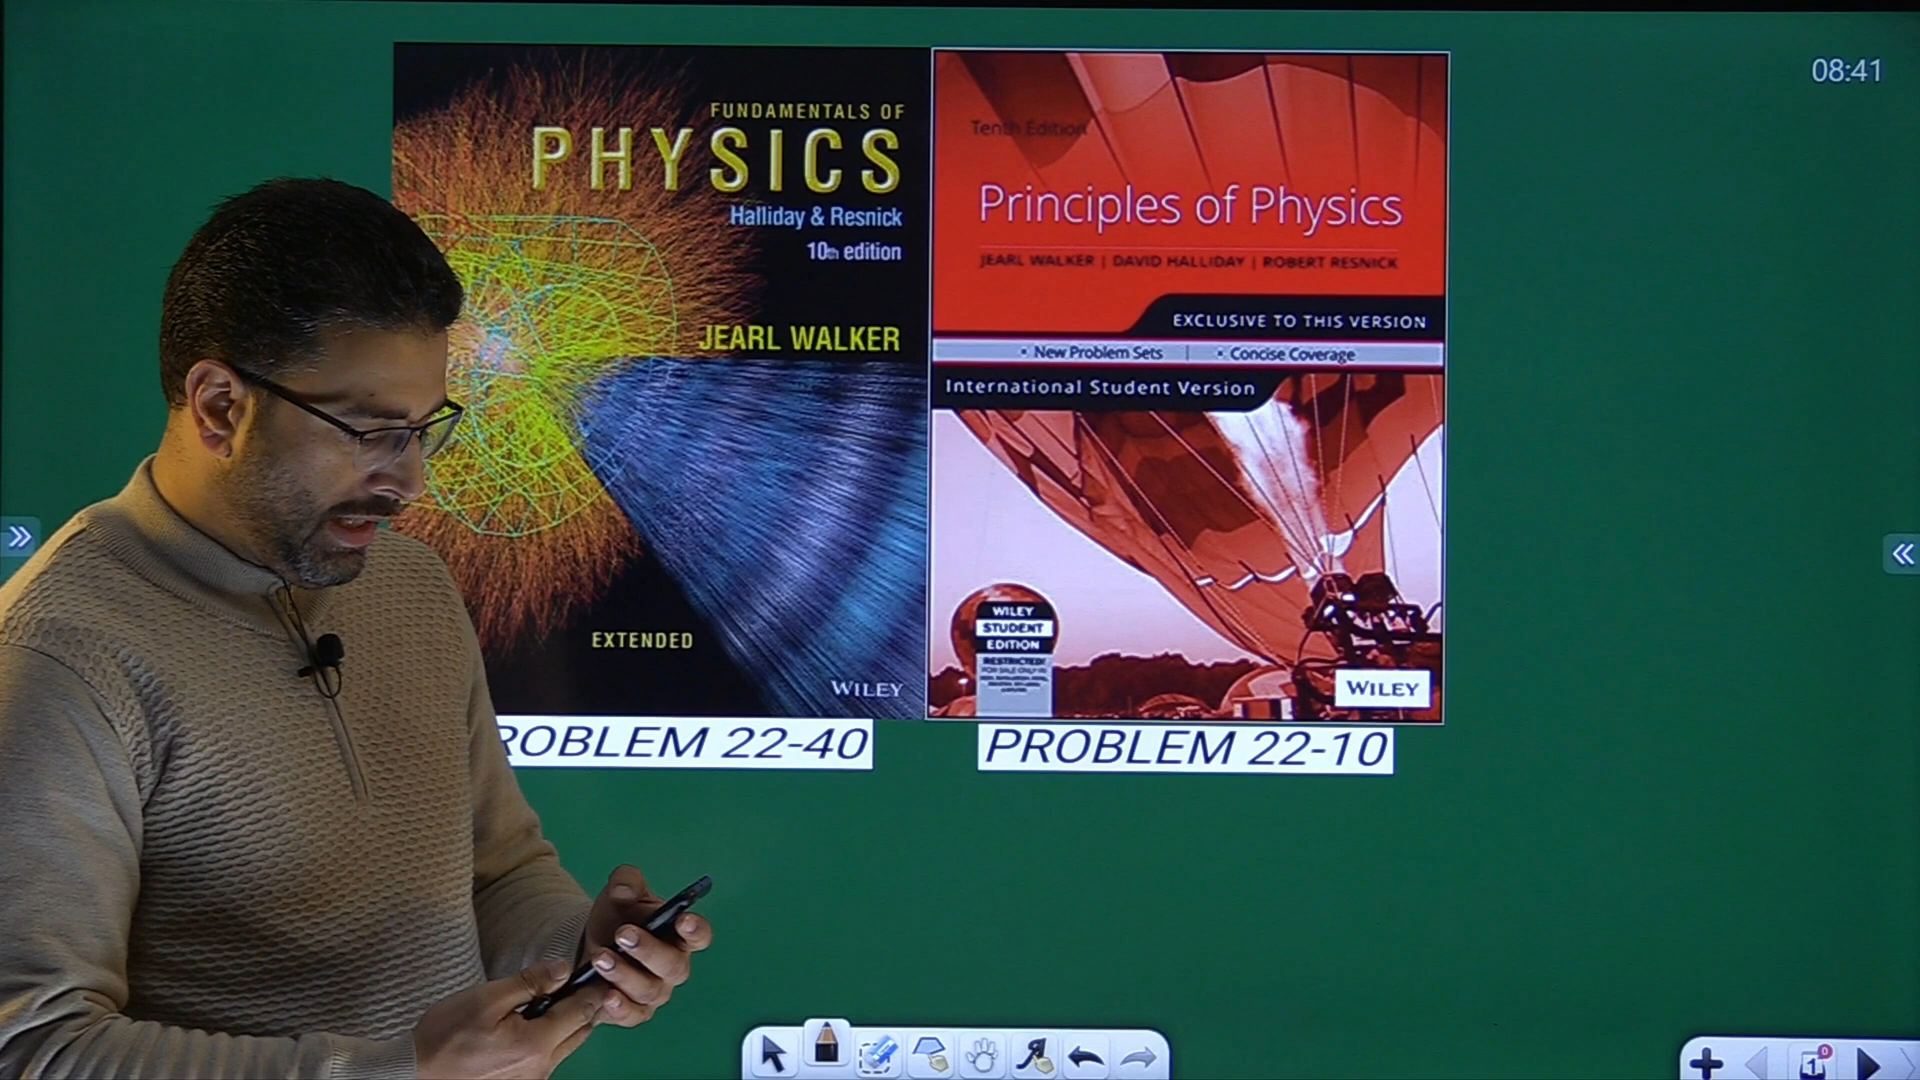 08:41
FUNDAMENTALS OF
PHYSICS
Halliday & Resnick
10th edition
JEARL WALKER
EXTENDED
WILEY
ROBLEM 22-40
Tenth Edition
Principles of Physics
JEARL WALKER | DAVID HALLIDAY | ROBERT RESNICK
EXCLUSIVE TO THIS VERSION
• New Problem Sets | • Concise Coverage
International Student Version
WILEY
STUDENT
EDITION
RESTRICTED!
WILEY
PROBLEM 22-10
1
0